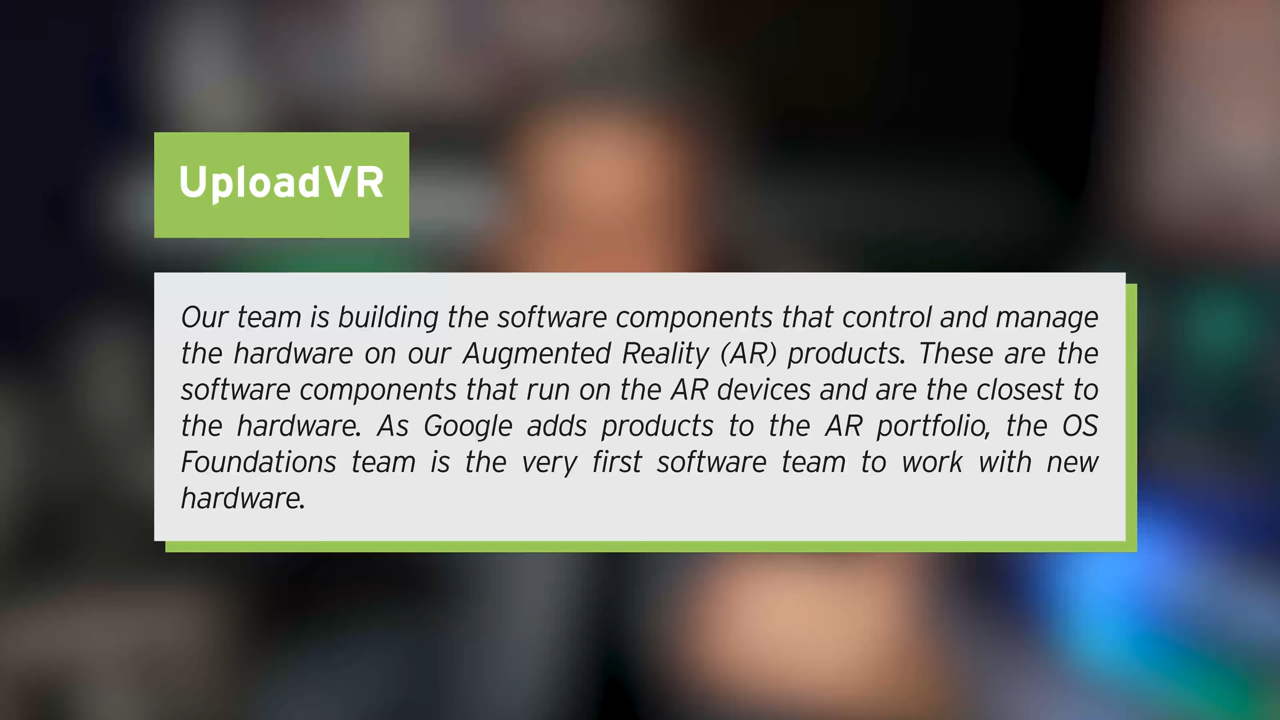 UploadVR
Our team is building the software components that control and manage
the hardware on our Augmented Reality (AR) products. These are the
software components that run on the AR devices and are the closest to
the hardware. As Google adds products to the AR portfolio, the OS
Foundations team is the very first software team to work with new
hardware.